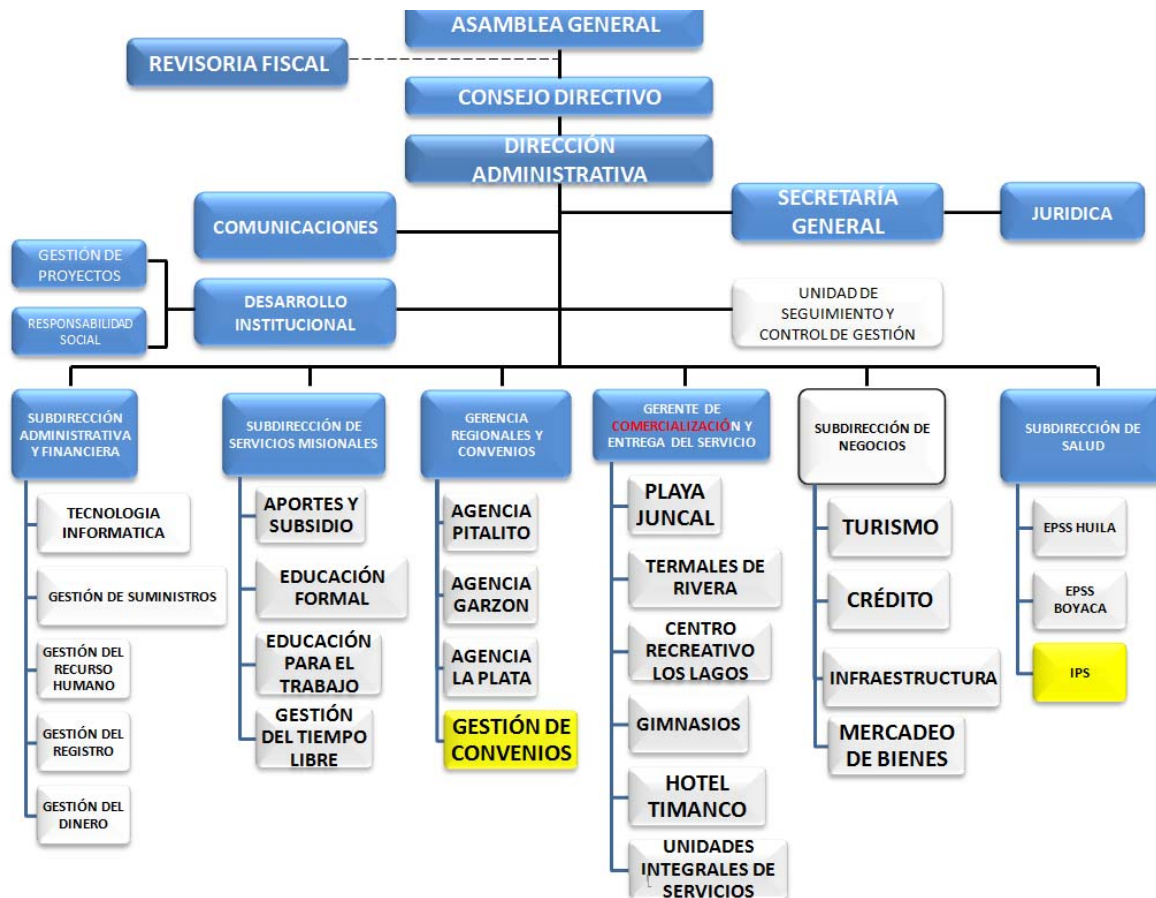 ASAMBLEA GENERAL
REVISORIA FISCAL
CONSEJO DIRECTIVO
DIRECCIÓN
ADMINISTRATIVA
COMUNICACIONES
SECRETARÍA
GENERAL
JURIDICA
GESTIÓN DE
PROYECTOS
RESPONSABILIDAD
SOCIAL
DESARROLLO
INSTITUCIONAL
UNIDAD DE
SEGUIMIENTO Y
CONTROL DE GESTIÓN
SUBDIRECCIÓN
ADMINISTRATIVA
Y FINANCIERA
TECNOLOGIA
INFORMATICA
GESTIÓN DE SUMINISTROS
GESTIÓN DEL
RECURSO
HUMANO
GESTIÓN DEL
REGISTRO
GESTIÓN DEL
DINERO
SUBDIRECCIÓN DE
SERVICIOS MISIONALES
APORTES Y
SUBSIDIO
EDUCACIÓN
FORMAL
EDUCACIÓN
PARA EL
TRABAJO
GESTIÓN
DEL TIEMPO
LIBRE
GERENCIA
REGIONALES Y
CONVENIOS
AGENCIA
PITALITO
AGENCIA
GARZON
AGENCIA
LA PLATA
GESTIÓN DE
CONVENIOS
GERENTE DE
COMERCIALIZACIÓN Y
ENTREGA DEL SERVICIO
PLAYA
JUNCAL
TERMALES DE
RIVERA
CENTRO
RECREATIVO
LOS LAGOS
GIMNASIOS
HOTEL
TIMANCO
UNIDADES
INTEGRALES DE
SERVICIOS
SUBDIRECCIÓN DE
NEGOCIOS
TURISMO
CRÉDITO
INFRAESTRUCTURA
MERCADEO
DE BIENES
SUBDIRECCIÓN DE
SALUD
EPSS HUILA
EPSS
BOYACA
IPS